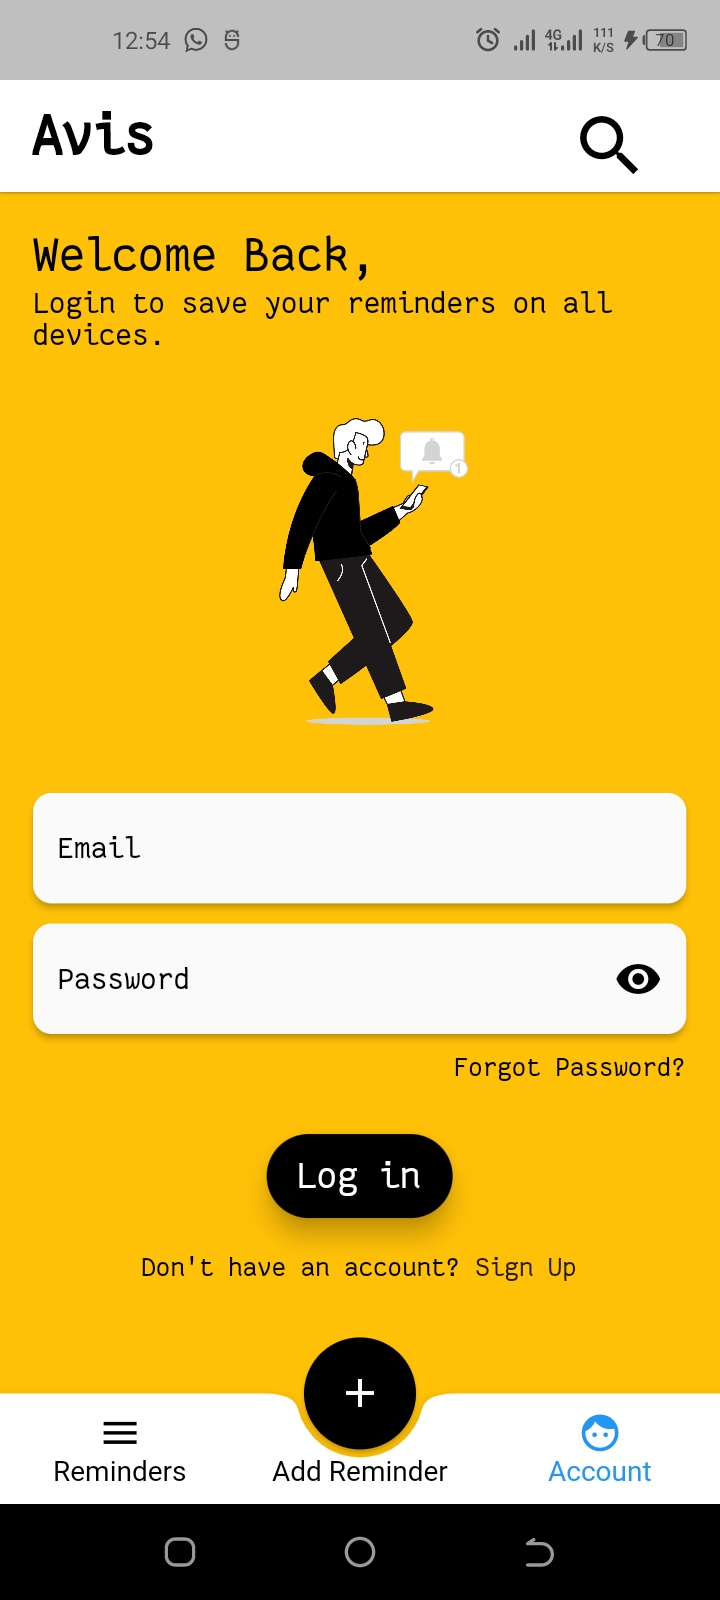 12:54
4G 111 K/S 70
Avis
Welcome Back,
Login to save your reminders on all
devices.
1
Email
Password
Forgot Password?
Log in
Don't have an account? Sign Up
Reminders Add Reminder Account